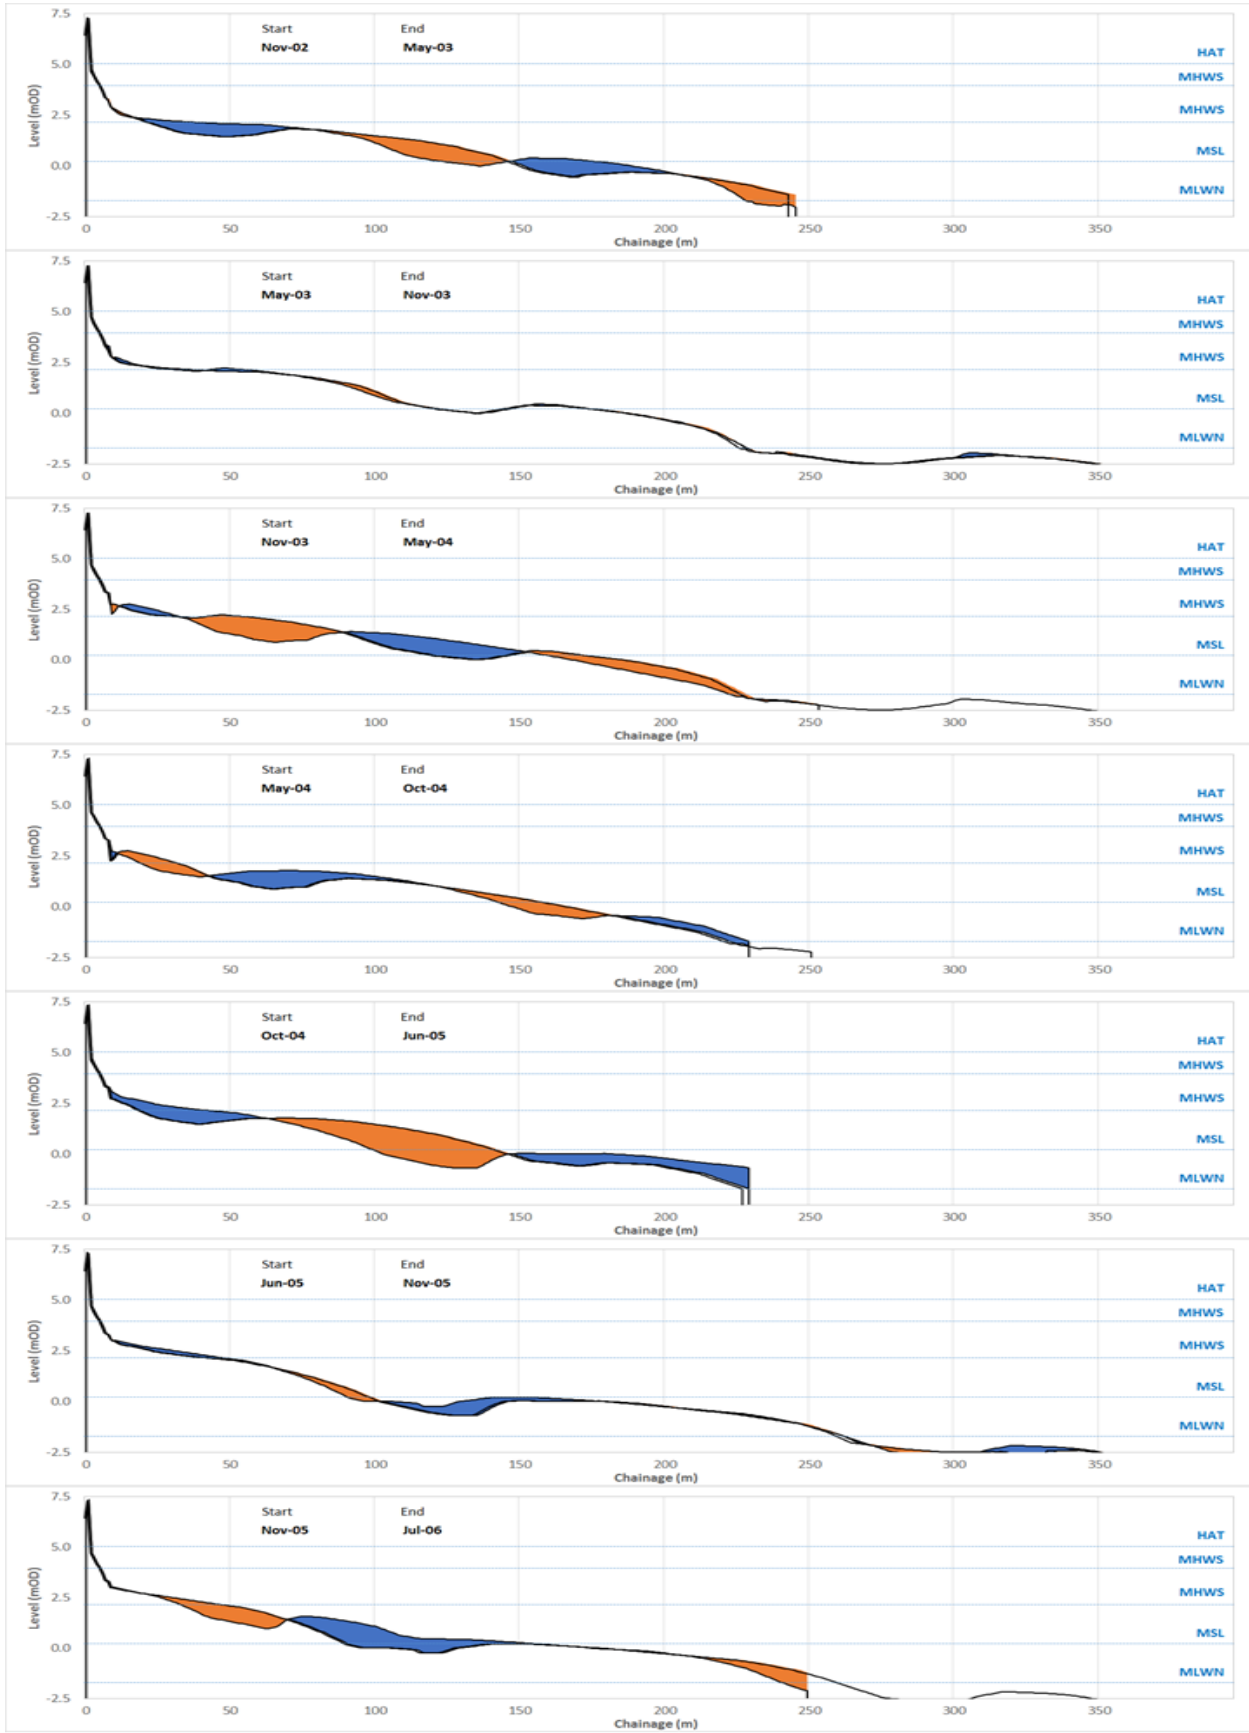 7.5
Start End
Nov-02 May-03
HAT
5.0
MHWS
MHWS
2.5
Level (mOD)
MSL
0.0
MLWN
-2.5
0 50 100 150 200 250 300 350
Chainage (m)
7.5
Start End
May-03 Nov-03
HAT
5.0
MHWS
MHWS
2.5
Level (mOD)
MSL
0.0
MLWN
-2.5
0 50 100 150 200 250 300 350
Chainage (m)
7.5
Start End
Nov-03 May-04
HAT
5.0
MHWS
MHWS
2.5
Level (mOD)
MSL
0.0
MLWN
-2.5
0 50 100 150 200 250 300 350
Chainage (m)
7.5
Start End
May-04 Oct-04
HAT
5.0
MHWS
MHWS
2.5
Level (mOD)
MSL
0.0
MLWN
-2.5
0 50 100 150 200 250 300 350
Chainage (m)
7.5
Start End
Oct-04 Jun-05
HAT
5.0
MHWS
MHWS
2.5
Level (mOD)
MSL
0.0
MLWN
-2.5
0 50 100 150 200 250 300 350
Chainage (m)
7.5
Start End
Jun-05 Nov-05
HAT
5.0
MHWS
MHWS
2.5
Level (mOD)
MSL
0.0
MLWN
-2.5
0 50 100 150 200 250 300 350
Chainage (m)
7.5
Start End
Nov-05 Jul-06
HAT
5.0
MHWS
MHWS
2.5
Level (mOD)
MSL
0.0
MLWN
-2.5
0 50 100 150 200 250 300 350
Chainage (m)